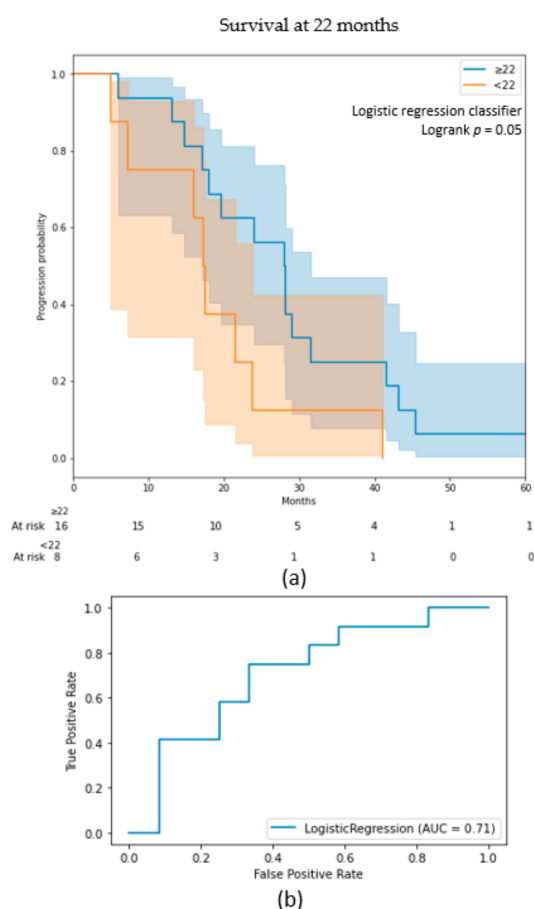 Survival at 22 months
≥22
<22
Logistic regression classifier
Logrank p = 0.05
Progression probability
1.0
0.8
0.6
0.4
0.2
0.0
0 10 20 30 40 50 60
Months
≥22
At risk 16 15 10 5 4 1 1
<22
At risk 8 6 3 1 1 0 0
(a)
True Positive Rate
1.0
0.8
0.6
0.4
0.2
0.0
LogisticRegression (AUC = 0.71)
0.0 0.2 0.4 0.6 0.8 1.0
False Positive Rate
(b)